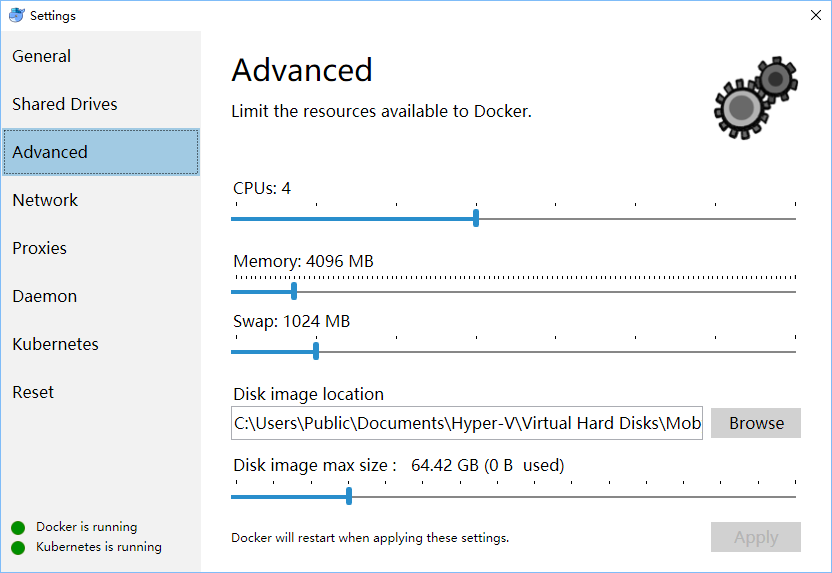 Settings
General
Shared Drives
Advanced
Network
Proxies
Daemon
Kubernetes
Reset
Docker is running
Kubernetes is running
Advanced
Limit the resources available to Docker.
CPUs: 4
Memory: 4096 MB
Swap: 1024 MB
Disk image location
C:\Users\Public\Documents\Hyper-V\Virtual Hard Disks\Mob
Browse
Disk image max size : 64.42 GB (0 B used)
Docker will restart when applying these settings.
Apply